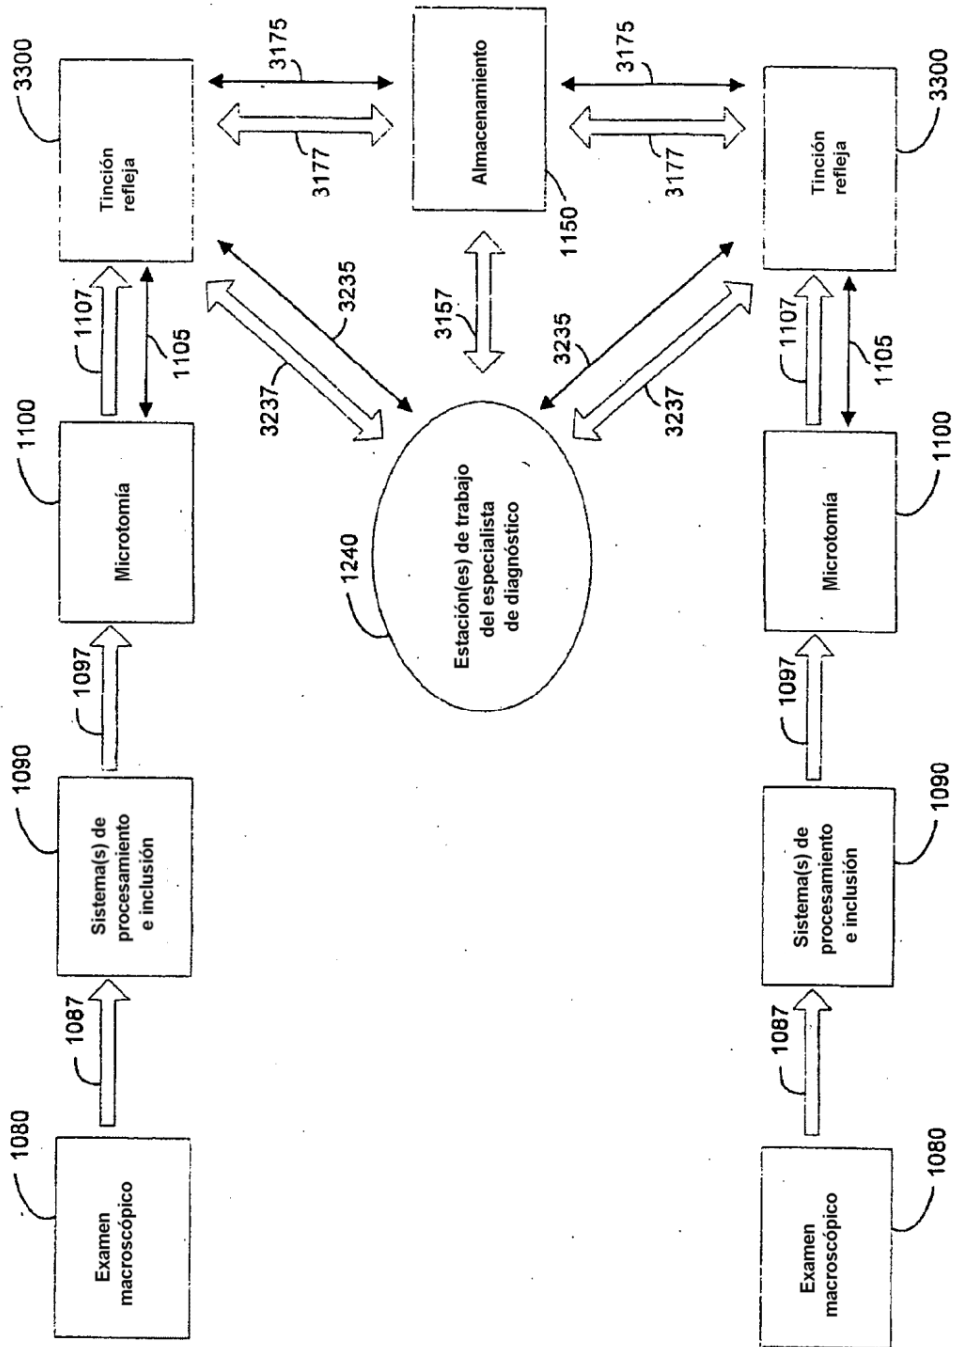 1080
1090
1100
3300
Examen
macroscópico
1087
Sistema(s) de
procesamiento
e inclusión
1097
Microtomía
1107
1105
Tinción
refleja
3237
3235
3177
3175
1240
Estación(es) de trabajo
del especialista
de diagnóstico
3157
Almacenamiento
1150
3237
3235
3177
3175
Examen
macroscópico
1087
Sistema(s) de
procesamiento
e inclusión
1097
Microtomía
1107
1105
Tinción
refleja
1080
1090
1100
3300